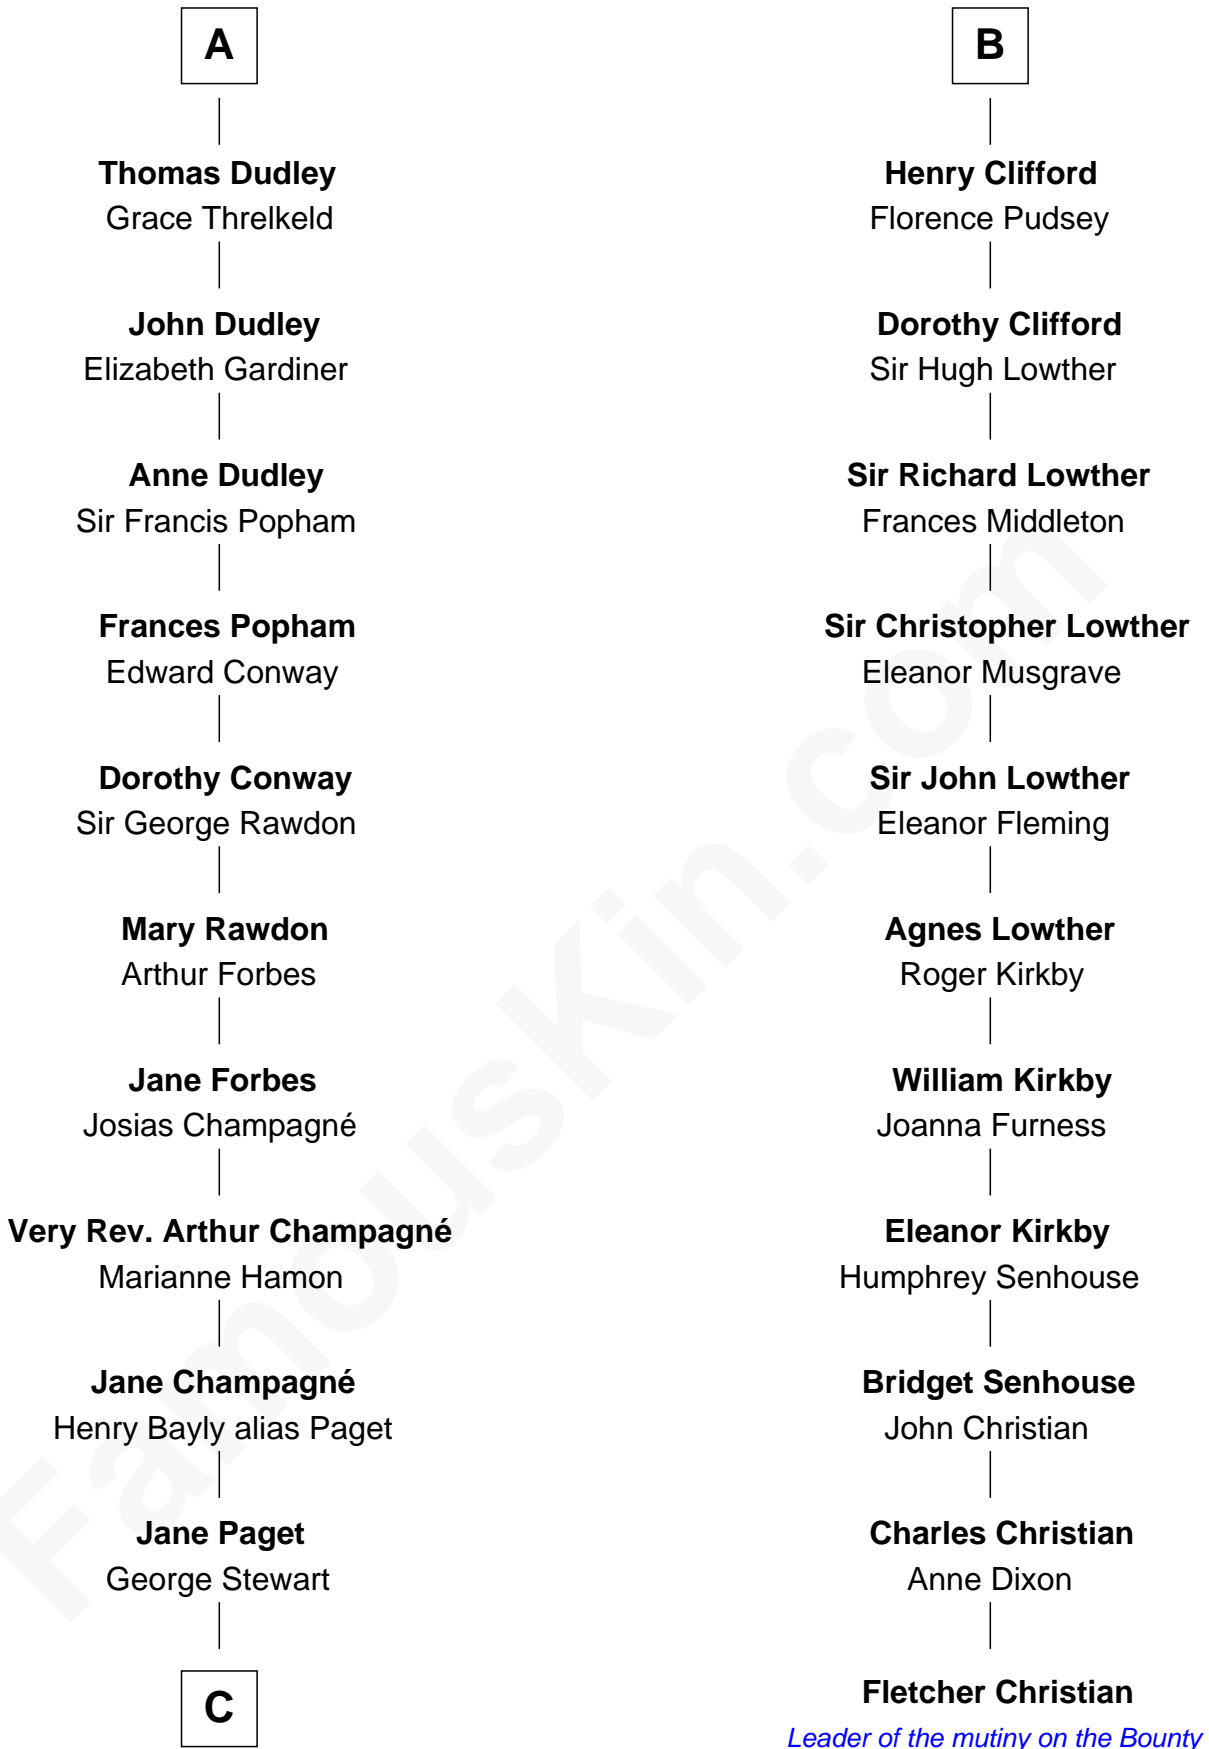 A
Thomas Dudley
Grace Threlkeld
John Dudley
Elizabeth Gardiner
Anne Dudley
Sir Francis Popham
Frances Popham
Edward Conway
Dorothy Conway
Sir George Rawdon
Mary Rawdon
Arthur Forbes
Jane Forbes
Josias Champagné
Very Rev. Arthur Champagné
Marianne Hamon
Jane Champagné
Henry Bayly alias Paget
Jane Paget
George Stewart
C
B
Henry Clifford
Florence Pudsey
Dorothy Clifford
Sir Hugh Lowther
Sir Richard Lowther
Frances Middleton
Sir Christopher Lowther
Eleanor Musgrave
Sir John Lowther
Eleanor Fleming
Agnes Lowther
Roger Kirkby
William Kirkby
Joanna Furness
Eleanor Kirkby
Humphrey Senhouse
Bridget Senhouse
John Christian
Charles Christian
Anne Dixon
Fletcher Christian
Leader of the mutiny on the Bounty
FamousKin.com